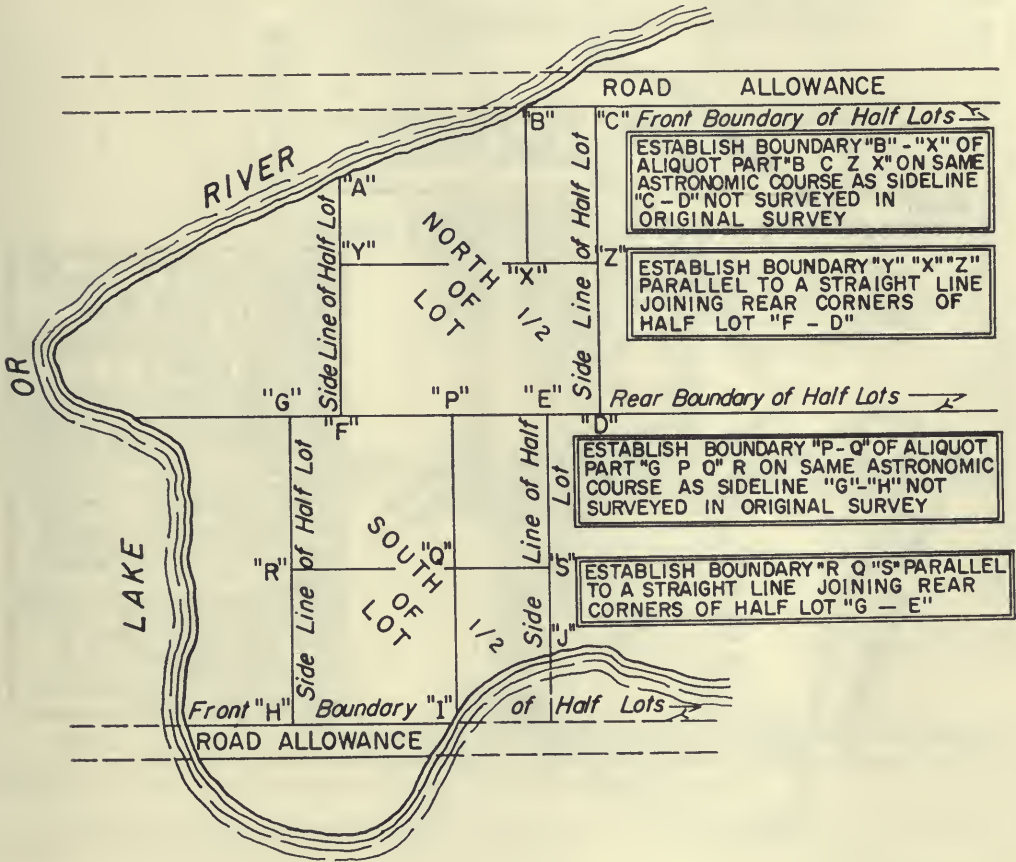 ROAD ALLOWANCE
"B"
"C" Front Boundary of Half Lots
ESTABLISH BOUNDARY "B" - "X" OF
ALIQUOT PART "B C Z X" ON SAME
ASTRONOMIC COURSE AS SIDELINE
"C - D" NOT SURVEYED IN
ORIGINAL SURVEY
RIVER
"A"
Side Line of Half Lot
"Y"
NORTH
OF
LOT
1/2
"X"
"Z"
Side Line of Half Lot
ESTABLISH BOUNDARY "Y" "X" "Z"
PARALLEL TO A STRAIGHT LINE
JOINING REAR CORNERS OF
HALF LOT "F - D"
OR
"G"
"P"
"E"
Rear Boundary of Half Lots
"F"
"D"
ESTABLISH BOUNDARY "P-Q" OF ALIQUOT
PART "G P Q" R ON SAME ASTRONOMIC
COURSE AS SIDELINE "G"-"H" NOT
SURVEYED IN ORIGINAL SURVEY
LAKE
Side Line of Half Lot
"R"
SOUTH
OF
LOT
1/2
"Q"
Side Line of Half
Lot
"S"
ESTABLISH BOUNDARY "R Q "S" PARALLEL
TO A STRAIGHT LINE JOINING REAR
CORNERS OF HALF LOT "G — E"
"J"
Front "H" Boundary "I" of Half Lots
ROAD ALLOWANCE